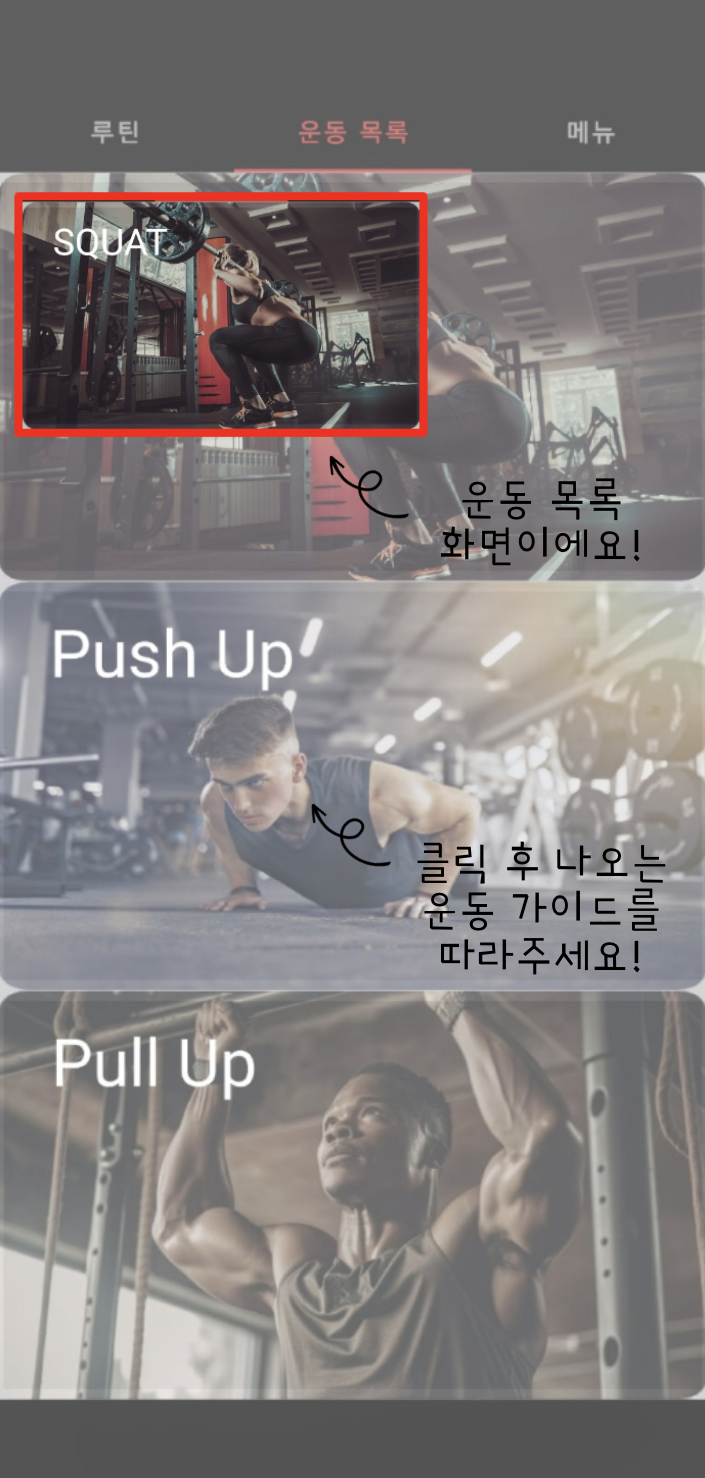 루틴 운동 목록 메뉴
SQUAT
운동 목록
화면이에요!
Push Up
클릭 후 나오는
운동 가이드를
따라주세요!
Pull Up